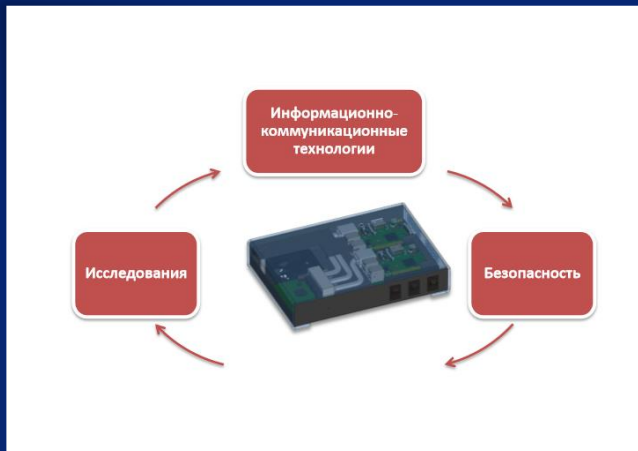 Информационно-
коммуникационные
технологии
Исследования
Безопасность